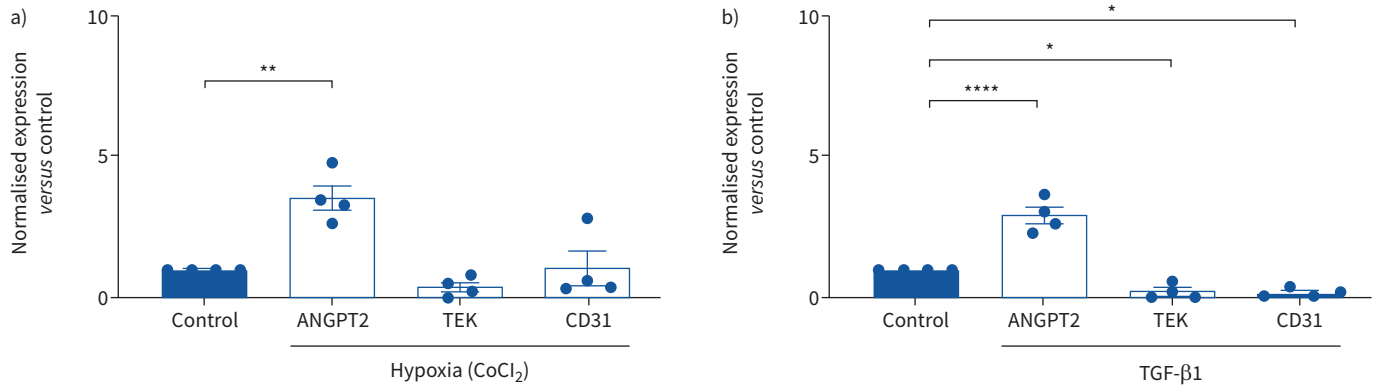 a)
Normalised expression
versus control
10
5
0
**
Control
ANGPT2
TEK
CD31
Hypoxia (CoCl₂)
b)
Normalised expression
versus control
10
5
0
*
*
****
Control
ANGPT2
TEK
CD31
TGF-β1